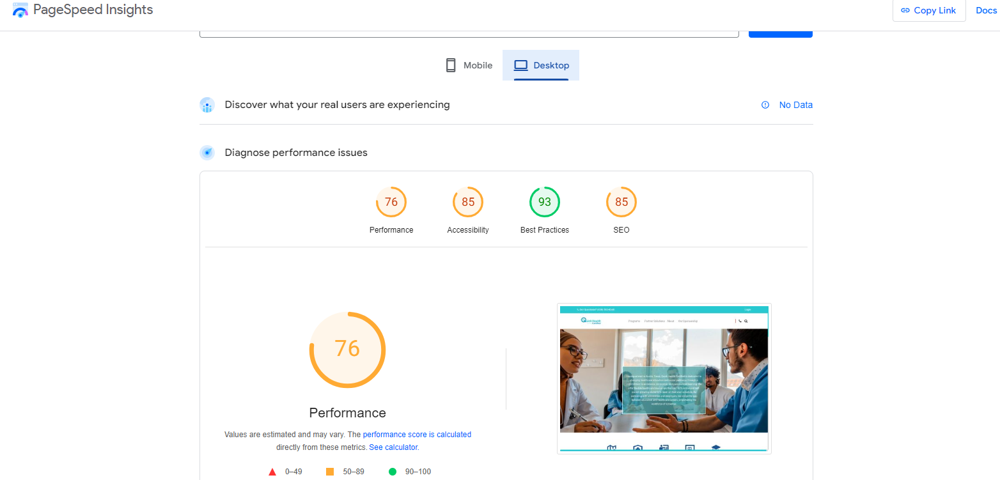 PageSpeed Insights
Copy Link
Docs
Mobile
Desktop
Discover what your real users are experiencing
No Data
Diagnose performance issues
76
85
93
85
Performance
Accessibility
Best Practices
SEO
76
Performance
Values are estimated and may vary. The performance score is calculated
directly from these metrics. See calculator.
0–49
50–89
90–100
Login
Programs
Partner Solutions
About